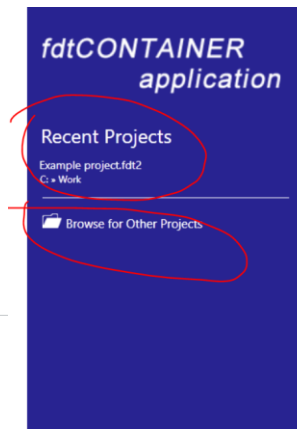 fdtCONTAINER
application
Recent Projects
Example project.fdt2
C: » Work
Browse for Other Projects